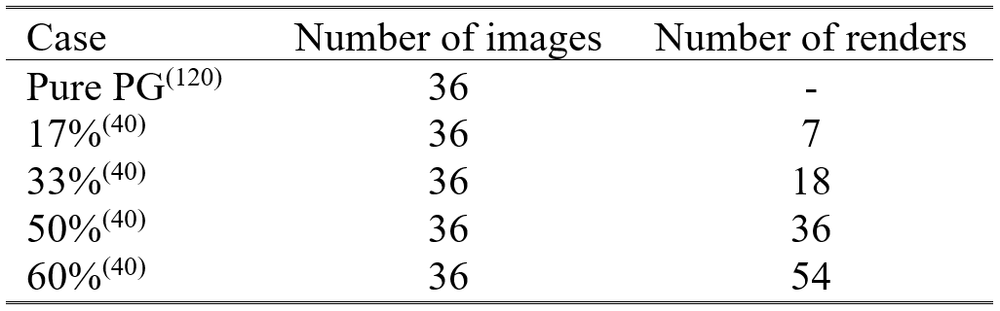 Case Number of images Number of renders
Pure PG(120) 36 -
17%(40) 36 7
33%(40) 36 18
50%(40) 36 36
60%(40) 36 54